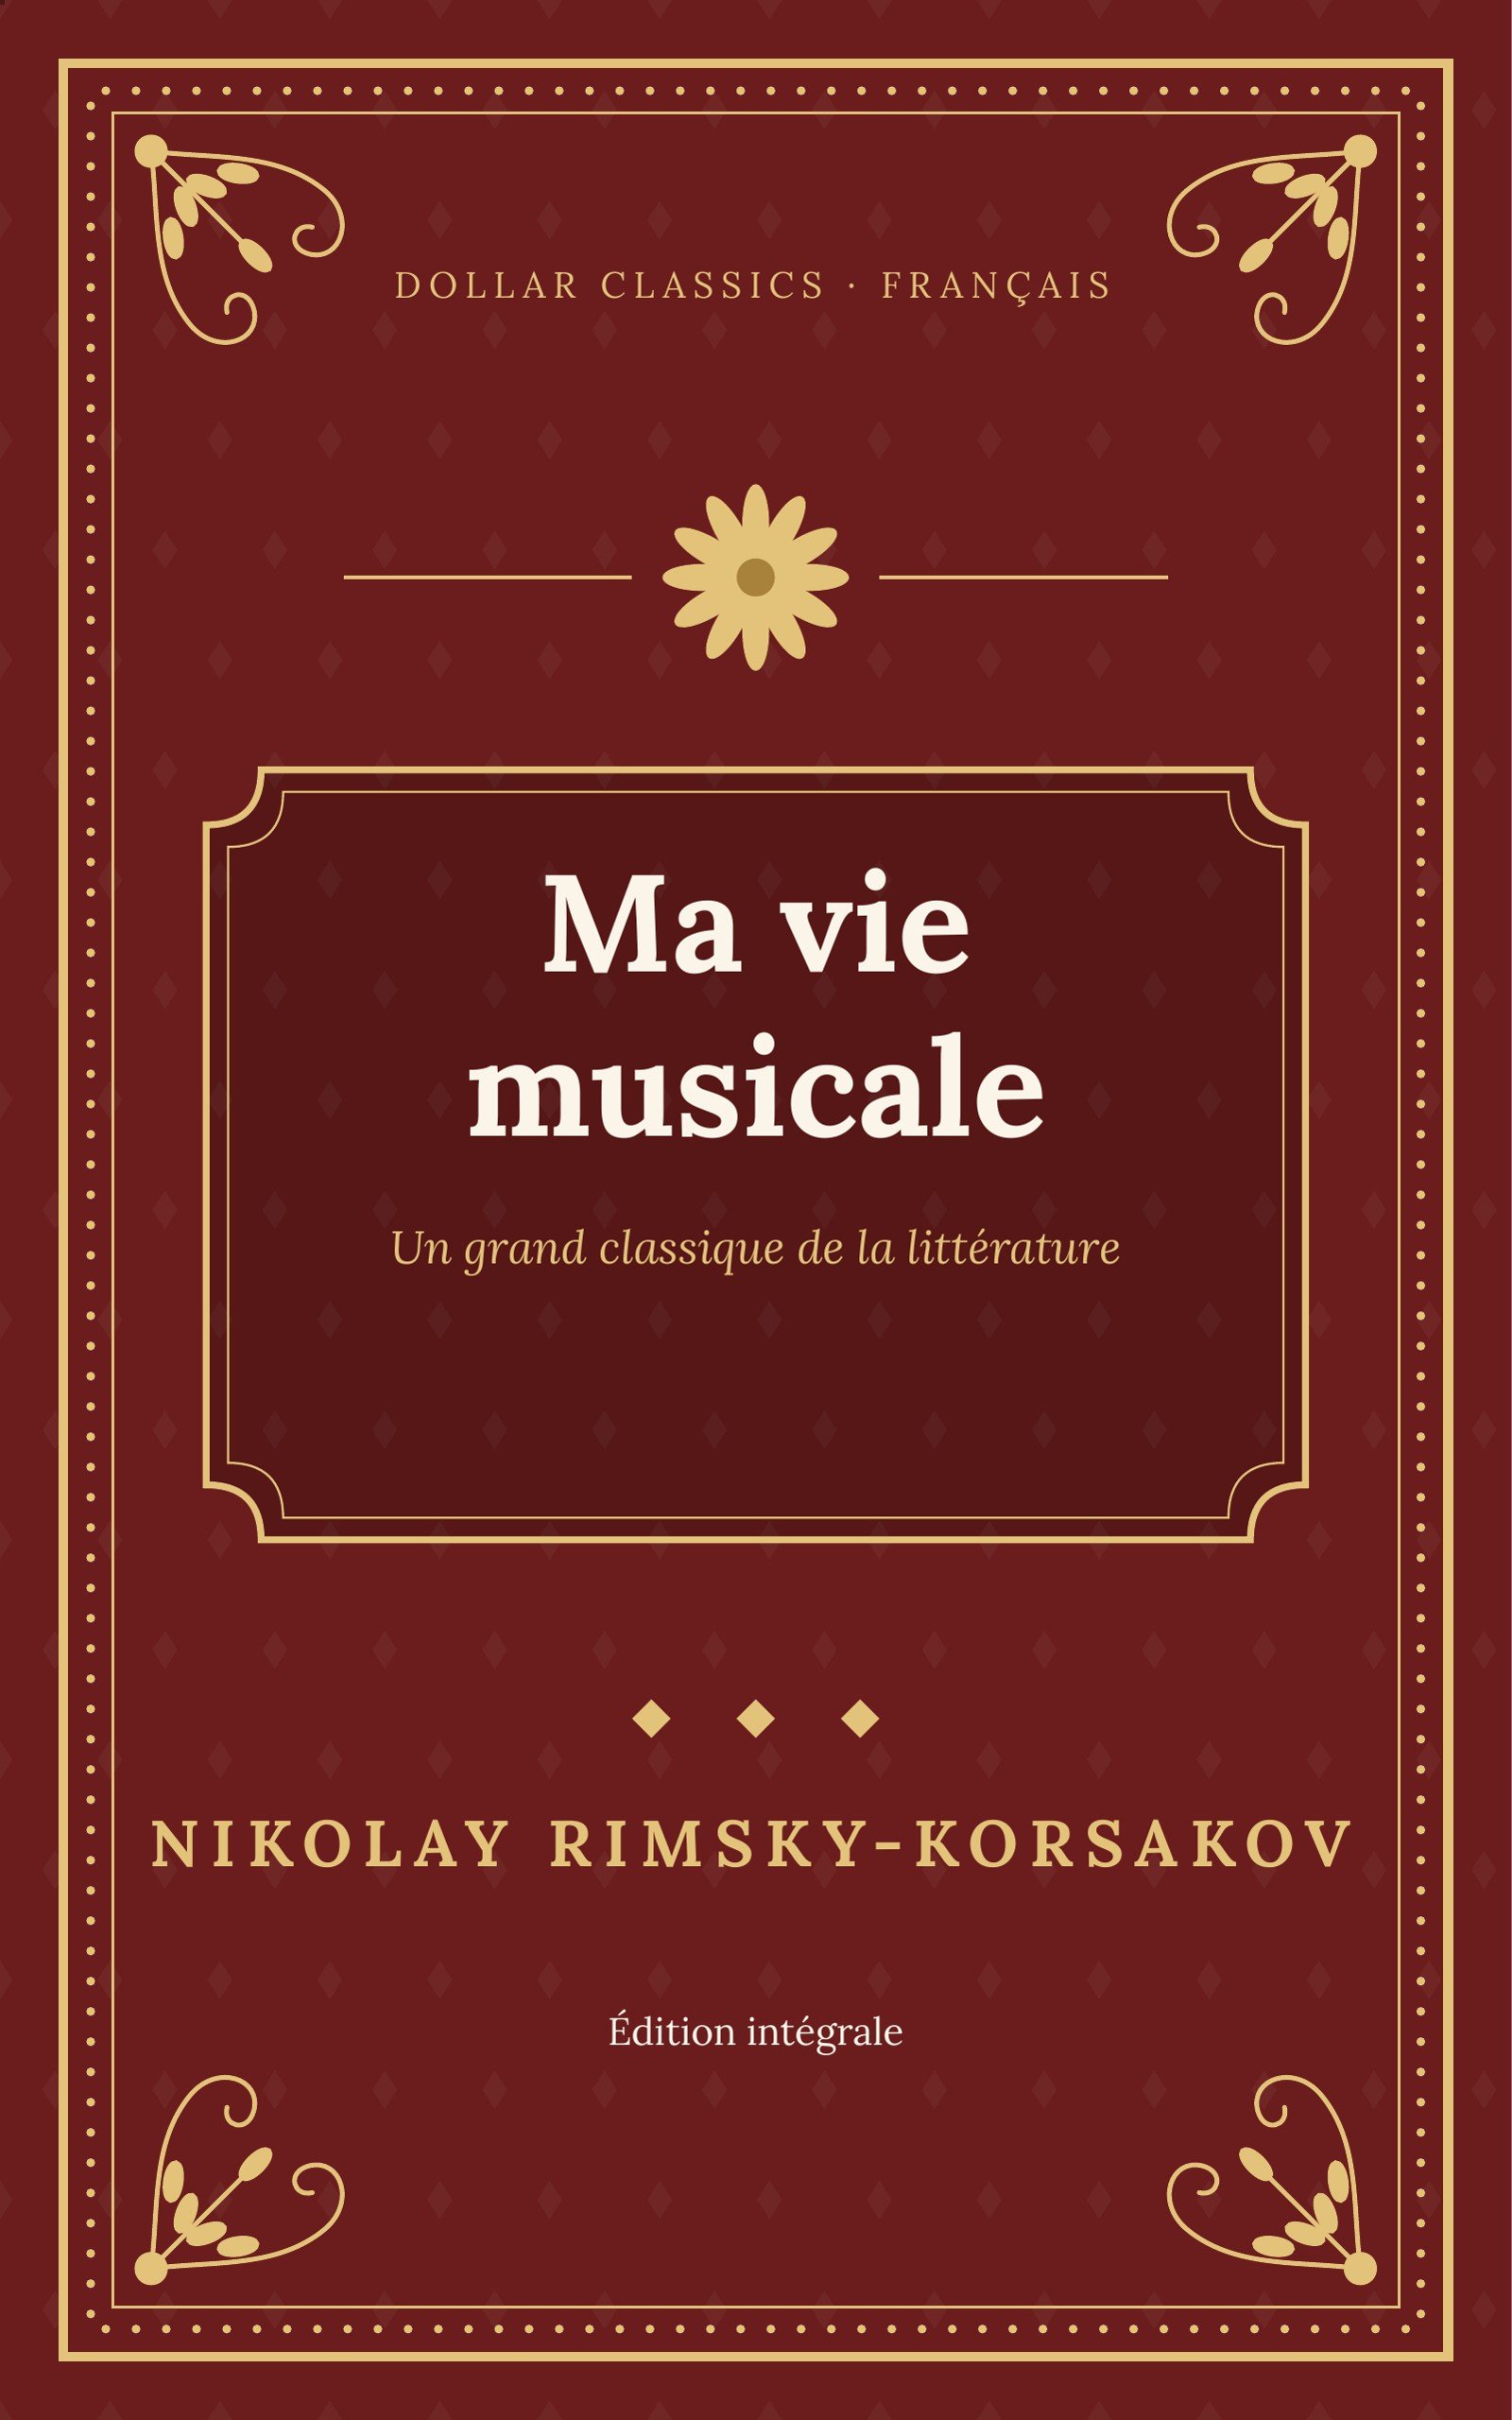 DOLLAR CLASSICS · FRANÇAIS
Ma vie
musicale
Un grand classique de la littérature
NIKOLAY RIMSKY-KORSAKOV
Édition intégrale